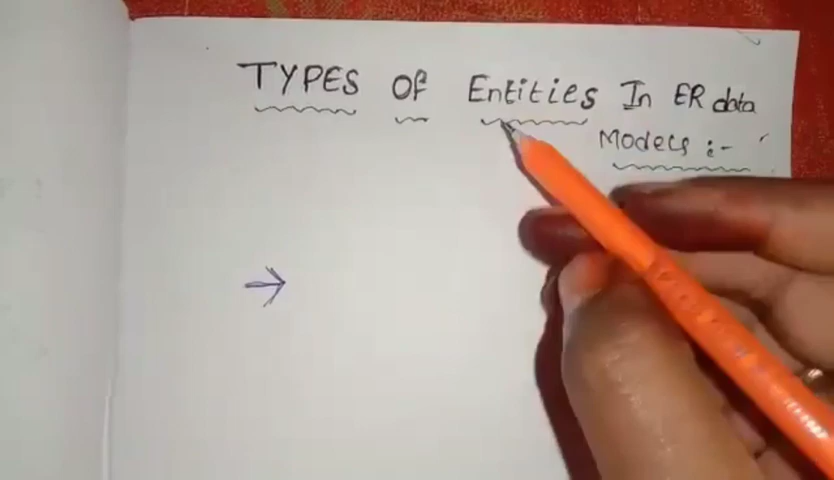 TYPES OF Entities In ER data
Models :-
→